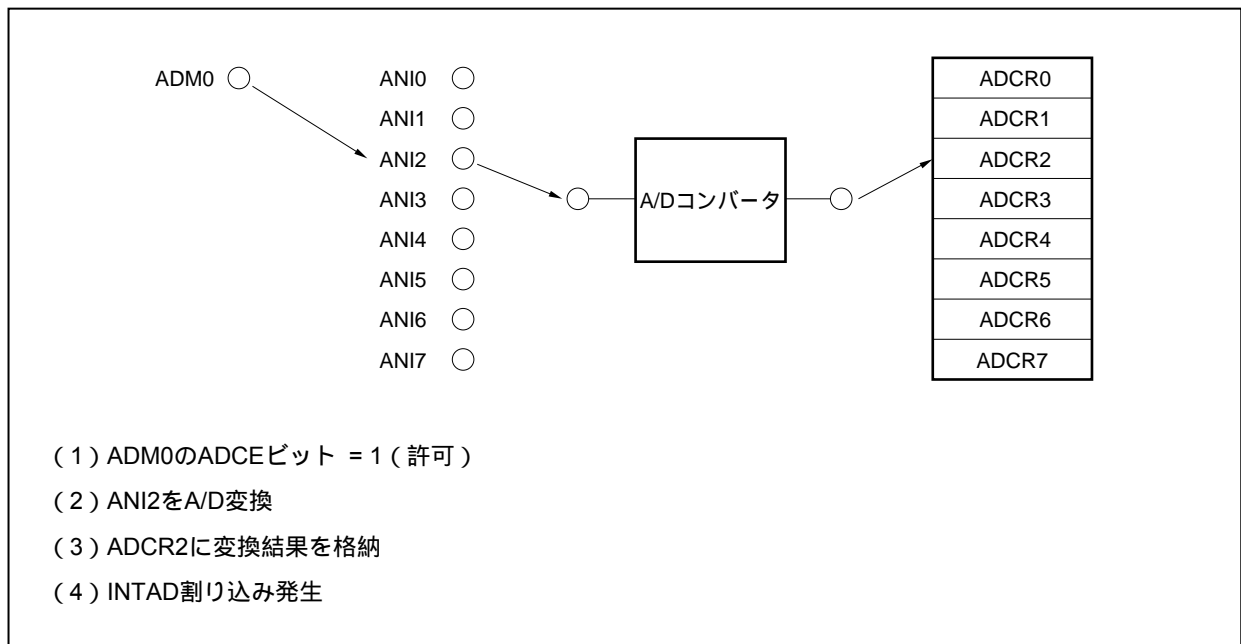 ADM0
ANI0
ANI1
ANI2
ANI3
ANI4
ANI5
ANI6
ANI7
A/Dコンバータ
ADCR0
ADCR1
ADCR2
ADCR3
ADCR4
ADCR5
ADCR6
ADCR7
(1)ADM0のADCEビット = 1(許可)
(2)ANI2をA/D変換
(3)ADCR2に変換結果を格納
(4)INTAD割り込み発生